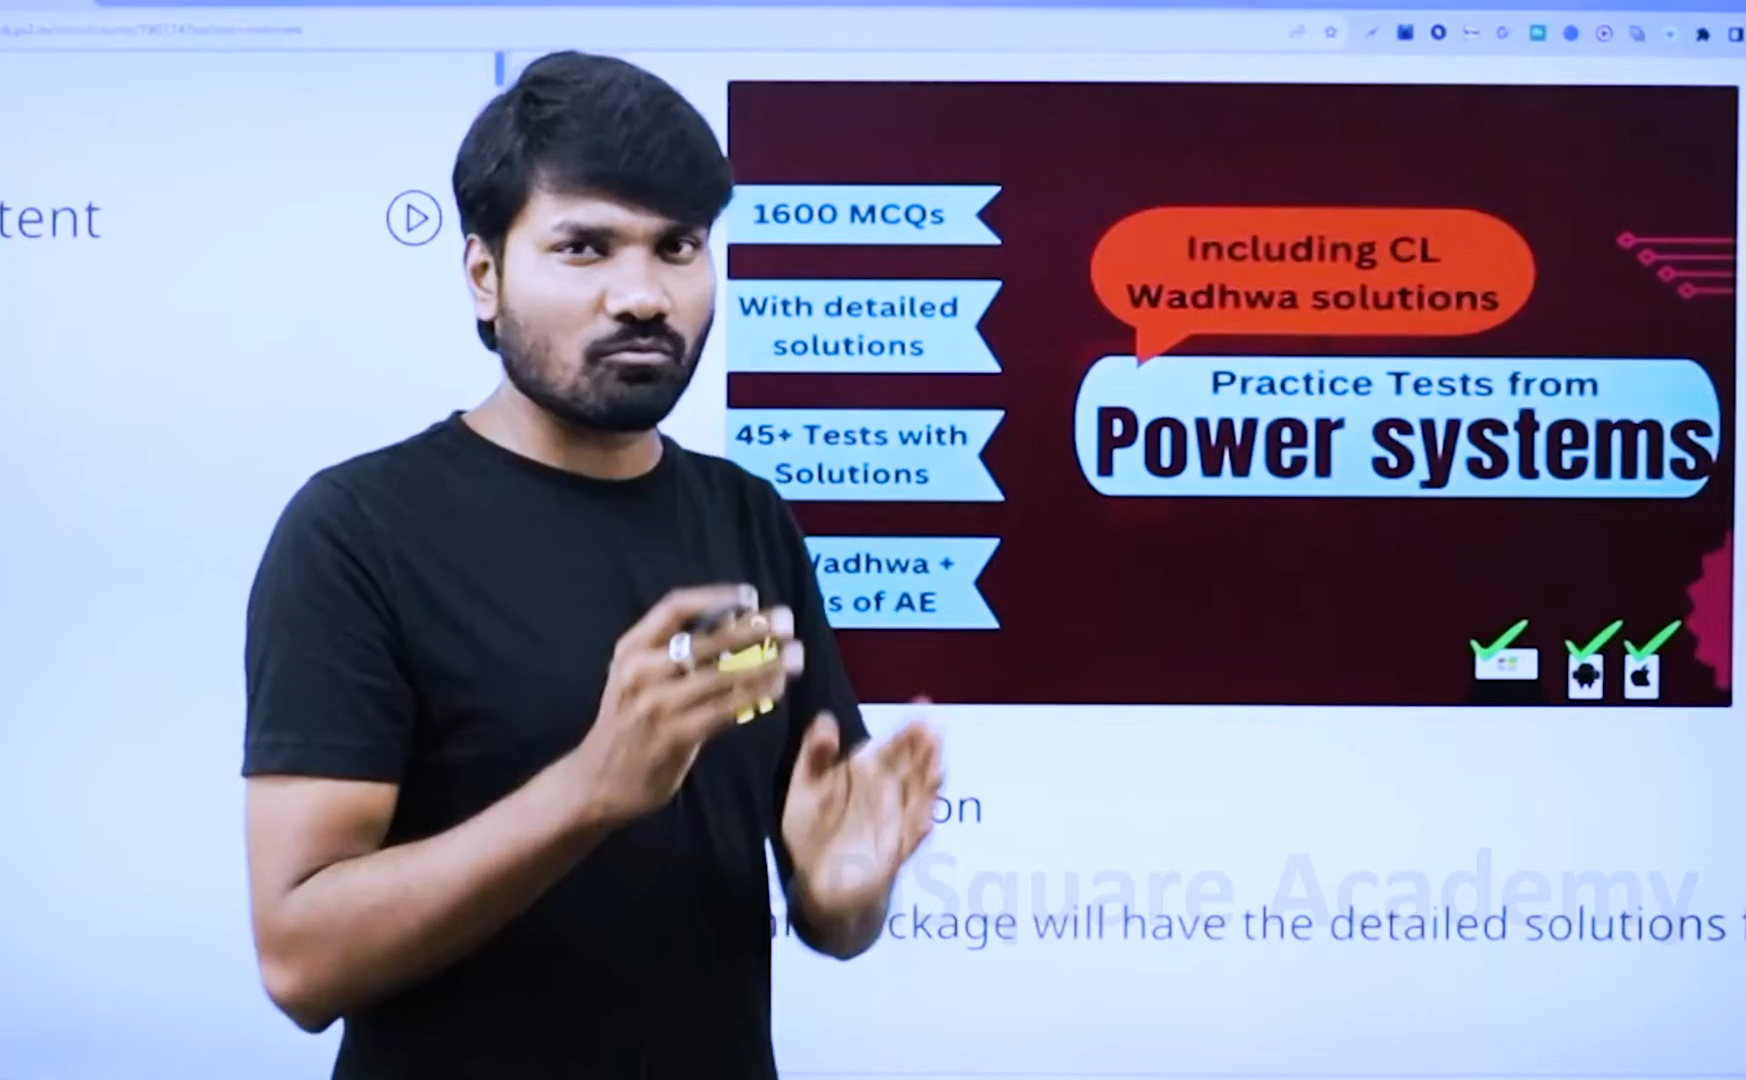 tent
1600 MCQs
With detailed
solutions
45+ Tests with
Solutions
adhwa +
s of AE
Including CL
Wadhwa solutions
Practice Tests from
Power systems
on
PiSquare Academy
ckage will have the detailed solutions